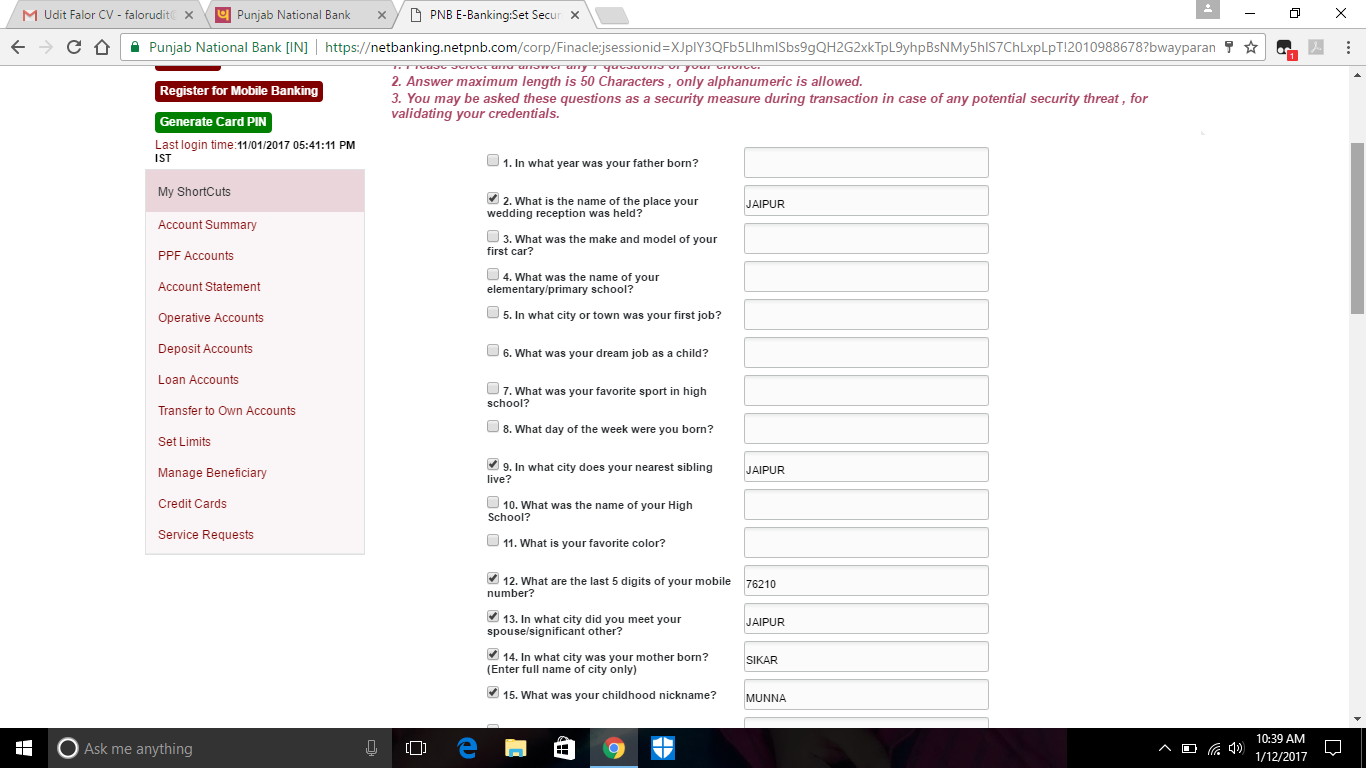 Udit Falor CV - falorudit@
Punjab National Bank
PNB E-Banking:Set Secur
Punjab National Bank [IN]
https://netbanking.netpnb.com/corp/
1
1. Please select and answer any 7 questions of your choice.
2. Answer maximum length is 50 Characters , only alphanumeric is allowed.
3. You may be asked these questions as a security measure during transaction in case of any potential security threat , for
validating your credentials.
Register for Mobile Banking
Generate Card PIN
Last login time:11/01/2017 05:41:11 PM
IST
My ShortCuts
Account Summary
PPF Accounts
Account Statement
Operative Accounts
Deposit Accounts
Loan Accounts
Transfer to Own Accounts
Set Limits
Manage Beneficiary
Credit Cards
Service Requests
1. In what year was your father born?
2. What is the name of the place your
wedding reception was held?
JAIPUR
3. What was the make and model of your
first car?
4. What was the name of your
elementary/primary school?
5. In what city or town was your first job?
6. What was your dream job as a child?
7. What was your favorite sport in high
school?
8. What day of the week were you born?
9. In what city does your nearest sibling
live?
JAIPUR
10. What was the name of your High
School?
11. What is your favorite color?
12. What are the last 5 digits of your mobile
number?
76210
13. In what city did you meet your
spouse/significant other?
JAIPUR
14. In what city was your mother born?
(Enter full name of city only)
SIKAR
15. What was your childhood nickname?
MUNNA
Ask me anything
10:39 AM
1/12/2017